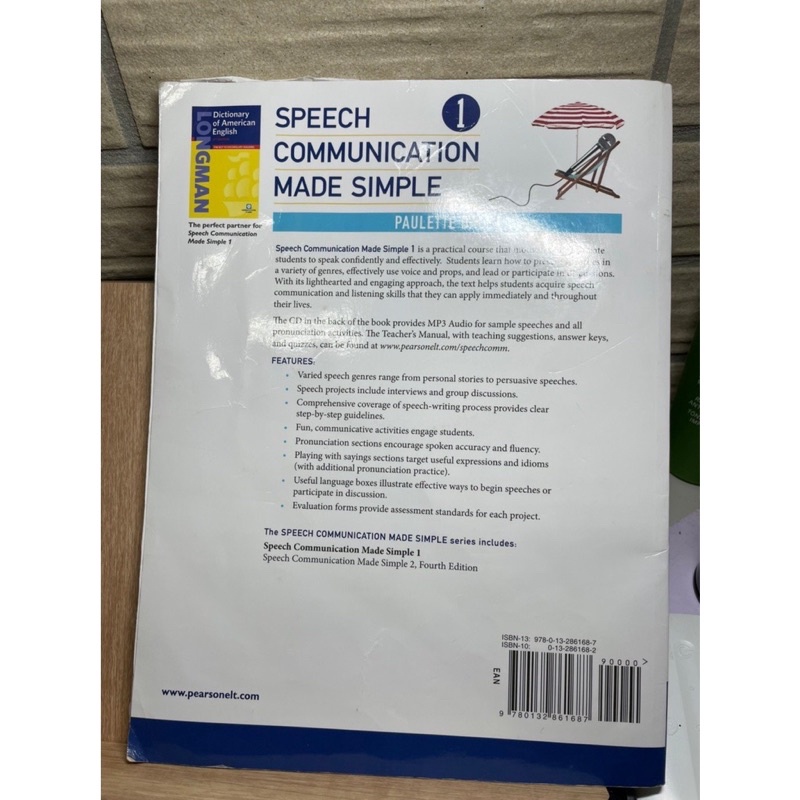 LONGMAN
Dictionary
of American
English
The perfect partner for
Speech Communication
Made Simple 1
SPEECH 1
COMMUNICATION
MADE SIMPLE
PAULETTE
Speech Communication Made Simple 1 is a practical course that
students to speak confidently and effectively. Students learn how to in
a variety of genres, effectively use voice and props, and lead or participate in
With its lighthearted and engaging approach, the text helps students acquire speech
communication and listening skills that they can apply immediately and throughout
their lives.
The CD in the back of the book provides MP3 Audio for sample speeches and all
pronunciation activities. The Teacher's Manual, with teaching suggestions, answer keys,
and quizzes, can be found at www.pearsonelt.com/speechcomm.
FEATURES:
• Varied speech genres range from personal stories to persuasive speeches.
• Speech projects include interviews and group discussions.
• Comprehensive coverage of speech-writing process provides clear
step-by-step guidelines.
• Fun, communicative activities engage students.
• Pronunciation sections encourage spoken accuracy and fluency.
• Playing with sayings sections target useful expressions and idioms
(with additional pronunciation practice).
• Useful language boxes illustrate effective ways to begin speeches or
participate in discussion.
• Evaluation forms provide assessment standards for each project.
The SPEECH COMMUNICATION MADE SIMPLE series includes:
Speech Communication Made Simple 1
Speech Communication Made Simple 2, Fourth Edition
ISBN-13: 978-0-13-286168-7
ISBN-10: 0-13-286168-2
90000>
EAN
9 780132 861687
www.pearsonelt.com